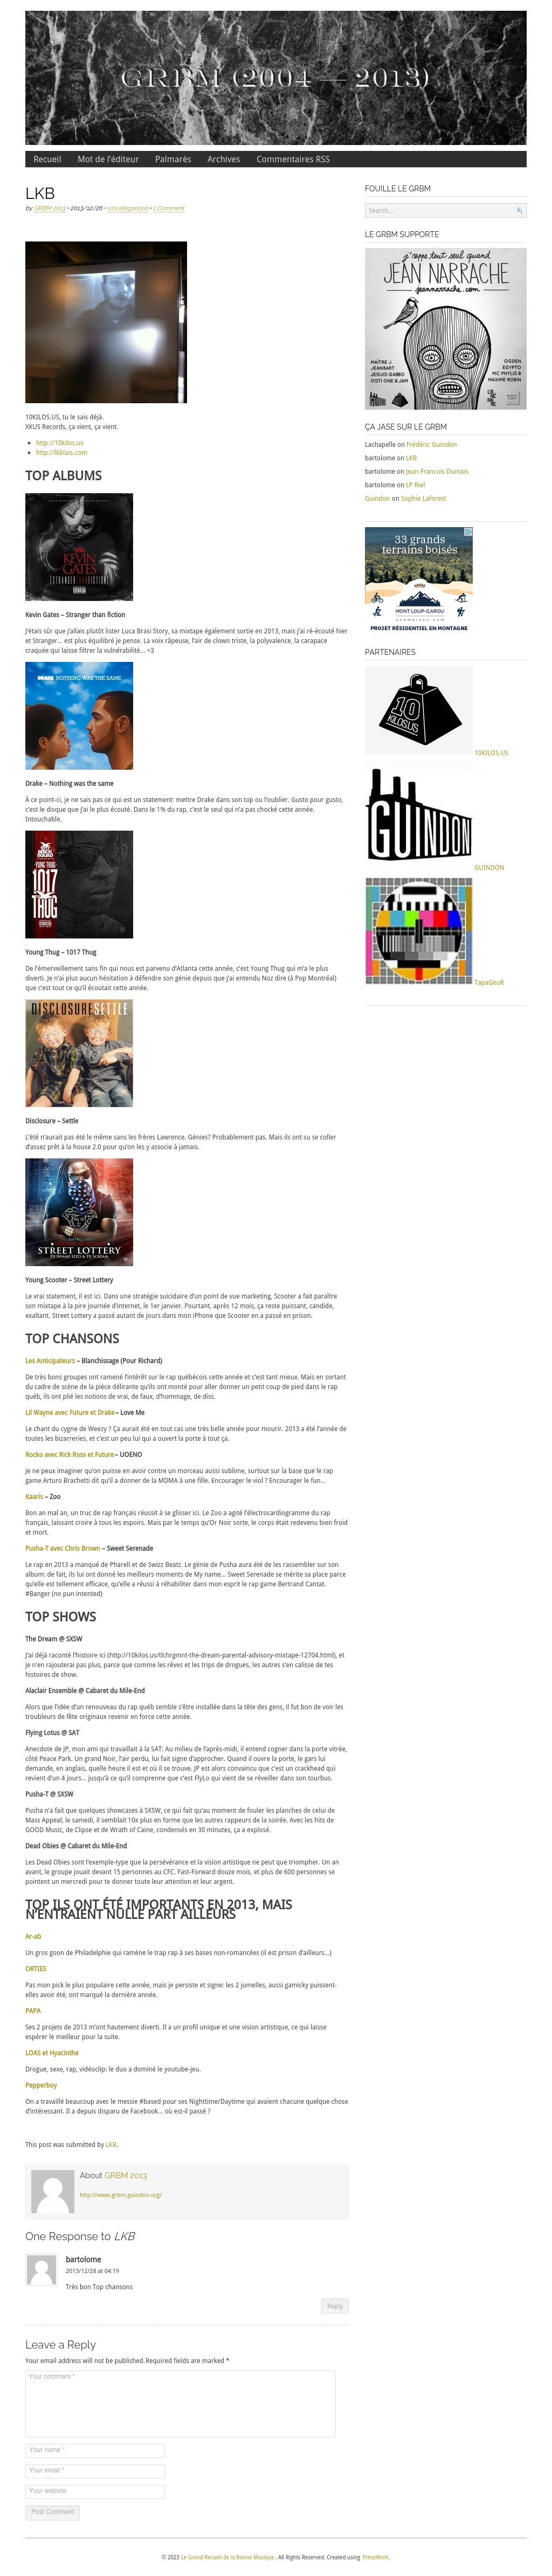 GRBM (2004 — 2013)
Recueil Mot de l'éditeur Palmarès Archives Commentaires RSS
LKB
by GRBM 2013 • 2013/12/26 • Uncategorized • 1 Comment
10KILOS.US, tu le sais déjà.
XKUS Records, ça vient, ça vient.
http://10kilos.us
http://lkblais.com
TOP ALBUMS
KEVIN GATES
STRANGER THAN FICTION
Kevin Gates – Stranger than fiction
J'étais sûr que j'allais plutôt lister Luca Brasi Story, sa mixtape également sortie en 2013, mais j'ai ré-écouté hier
et Stranger... est plus équilibré je pense. La voix râpeuse, l'air de clown triste, la polyvalence, la carapace
craquée qui laisse filtrer la vulnérabilité... <3
DRAKE NOTHING WAS THE SAME
Drake – Nothing was the same
À ce point-ci, je ne sais pas ce qui est un statement: mettre Drake dans son top ou l'oublier. Gusto pour gusto,
c'est le disque que j'ai le plus écouté. Dans le 1% du rap, c'est le seul qui n'a pas chocké cette année.
Intouchable.
YOUNG THUG
1017
THUG
Young Thug – 1017 Thug
De l'émerveillement sans fin qui nous est parvenu d'Atlanta cette année, c'est Young Thug qui m'a le plus
diverti. Je n'ai plus aucun hésitation à défendre son génie depuis que j'ai entendu Noz dire (à Pop Montréal)
que c'est tout ce qu'il écoutait cette année.
DISCLOSURE SETTLE
Disclosure – Settle
L'été n'aurait pas été le même sans les frères Lawrence. Génies? Probablement pas. Mais ils ont su se coller
d'assez prêt à la house 2.0 pour qu'on les y associe à jamais.
STREET LOTTERY
DJ SWAMP IZZO & DJ SCREAM
Young Scooter – Street Lottery
Le vrai statement, il est ici. Dans une stratégie suicidaire d'un point de vue marketing, Scooter a fait paraître
son mixtape à la pire journée d'internet, le 1er janvier. Pourtant, après 12 mois, ça reste puissant, candide,
exaltant. Street Lottery a passé autant de jours dans mon iPhone que Scooter en a passé en prison.
TOP CHANSONS
Les Anticipateurs – Blanchissage (Pour Richard)
De très bons groupes ont ramené l'intérêt sur le rap québécois cette année et c'est tant mieux. Mais en sortant
du cadre de scène de la pièce délirante qu'ils ont monté pour aller donner un petit coup de pied dans le rap
québ, ils ont plié les notions de vrai, de faux, d'hommage, de diss.
Lil Wayne avec Future et Drake – Love Me
Le chant du cygne de Weezy ? Ça aurait été en tout cas une très belle année pour mourir. 2013 a été l'année de
toutes les bizarreries, et c'est un peu lui qui a ouvert la porte à tout ça.
Rocko avec Rick Ross et Future – UOENO
Je ne peux imaginer qu'on puisse en avoir contre un morceau aussi sublime, surtout sur la base que le rap
game Arturo Brachetti dit qu'il a donner de la MDMA à une fille. Encourager le viol ? Encourager le fun...
Kaaris – Zoo
Bon an mal an, un truc de rap français réussit à se glisser ici. Le Zoo a agité l'électrocardiogramme du rap
français, laissant croire à tous les espoirs. Mais par le temps qu'Or Noir sorte, le corps était redevenu bien froid
et mort.
Pusha-T avec Chris Brown – Sweet Serenade
Le rap en 2013 a manqué de Pharell et de Swizz Beatz. Le génie de Pusha aura été de les rassembler sur son
album: de fait, ils lui ont donné les meilleurs moments de My name... Sweet Serenade se mérite sa place parce
qu'elle est tellement efficace, qu'elle a réussi à réhabiliter dans mon esprit le rap game Bertrand Cantat.
#Banger (no pun intented)
TOP SHOWS
The Dream @ SXSW
J'ai déjà raconté l'histoire ici (http://10kilos.us/tlchrgmnt-the-dream-parental-advisory-mixtape-12704.html), et
je n'en rajouterai pas plus, parce que comme les rêves et les trips de drogues, les autres s'en calisse de tes
histoires de show.
Alaclair Ensemble @ Cabaret du Mile-End
Alors que l'idée d'un renouveau du rap québ semble s'être installée dans la tête des gens, il fut bon de voir les
troubleurs de fête originaux revenir en force cette année.
Flying Lotus @ SAT
Anecdote de JP, mon ami qui travaillait à la SAT: Au milieu de l'après-midi, il entend cogner dans la porte vitrée,
côté Peace Park. Un grand Noir, l'air perdu, lui fait signe d'approcher. Quand il ouvre la porte, le gars lui
demande, en anglais, quelle heure il est et où il se trouve. JP est alors convaincu que c'est un crackhead qui
revient d'un 4 jours... jusqu'à ce qu'il comprenne que c'est FlyLo qui vient de se réveiller dans son tourbus.
Pusha-T @ SXSW
Pusha n'a fait que quelques showcases à SXSW, ce qui fait qu'au moment de fouler les planches de celui de
Mass Appeal, le samedi, il semblait 10x plus en forme que les autres rappeurs de la soirée. Avec les hits de
GOOD Music, de Clipse et de Wrath of Caine, condensés en 30 minutes, ça a explosé.
Dead Obies @ Cabaret du Mile-End
Les Dead Obies sont l'exemple-type que la persévérance et la vision artistique ne peut que triompher. Un an
avant, le groupe jouait devant 15 personnes au CFC. Fast-Forward douze mois, et plus de 600 personnes se
pointent un mercredi pour te donner toute leur attention et leur argent.
TOP ILS ONT ÉTÉ IMPORTANTS EN 2013, MAIS
N'ENTRAIENT NULLE PART AILLEURS
Ar-ab
Un gros goon de Philadelphie qui ramène le trap rap à ses bases non-romancées (il est prison d'ailleurs...)
ORTIES
Pas mon pick le plus populaire cette année, mais je persiste et signe: les 2 jumelles, aussi gamicky puissent-
elles avoir été, ont marqué la dernière année.
PAPA
Ses 2 projets de 2013 m'ont hautement diverti. Il a un profil unique et une vision artistique, ce qui laisse
espérer le meilleur pour la suite.
LOAS et Hyacinthe
Drogue, sexe, rap, vidéoclip: le duo a dominé le youtube-jeu.
Pepperboy
On a travaillé beaucoup avec le messie #based pour ses Nighttime/Daytime qui avaient chacune quelque chose
d'intéressant. Il a depuis disparu de Facebook... où est-il passé ?
This post was submitted by LKB.
About GRBM 2013
http://www.grbm.guindon.org/
One Response to LKB
bartolome
2013/12/28 at 04:19
Très bon Top chansons
Reply
Leave a Reply
Your email address will not be published. Required fields are marked *
Your comment *
Your name *
Your email *
Your website
Post Comment
FOUILLE LE GRBM
Search...
LE GRBM SUPPORTE
j'rappe tout seul quand
JEAN NARRACHE
jeannarrache.com
MAÎTRE J
JEANBART
JESUIS GABBO
OSTI ONE & JAM
OGDEN
EGYPTO
MC PHYLIS &
MAXIME ROBIN
ÇA JASE SUR LE GRBM
Lachapelle on Frédéric Guindon
bartolome on LKB
bartolome on Jean-Francois Dumais
bartolome on LP Riel
Guindon on Sophie Laforest
33 grands
terrains boisés
MONT LOUP-GAROU
PROJET RÉSIDENTIEL EN MONTAGNE
PARTENAIRES
10
KILOS.US
10KILOS.US
GUINDON
GUINDON
TapaGeuR
© 2023 Le Grand Recueil de la Bonne Musique . All Rights Reserved. Created using PressWork.